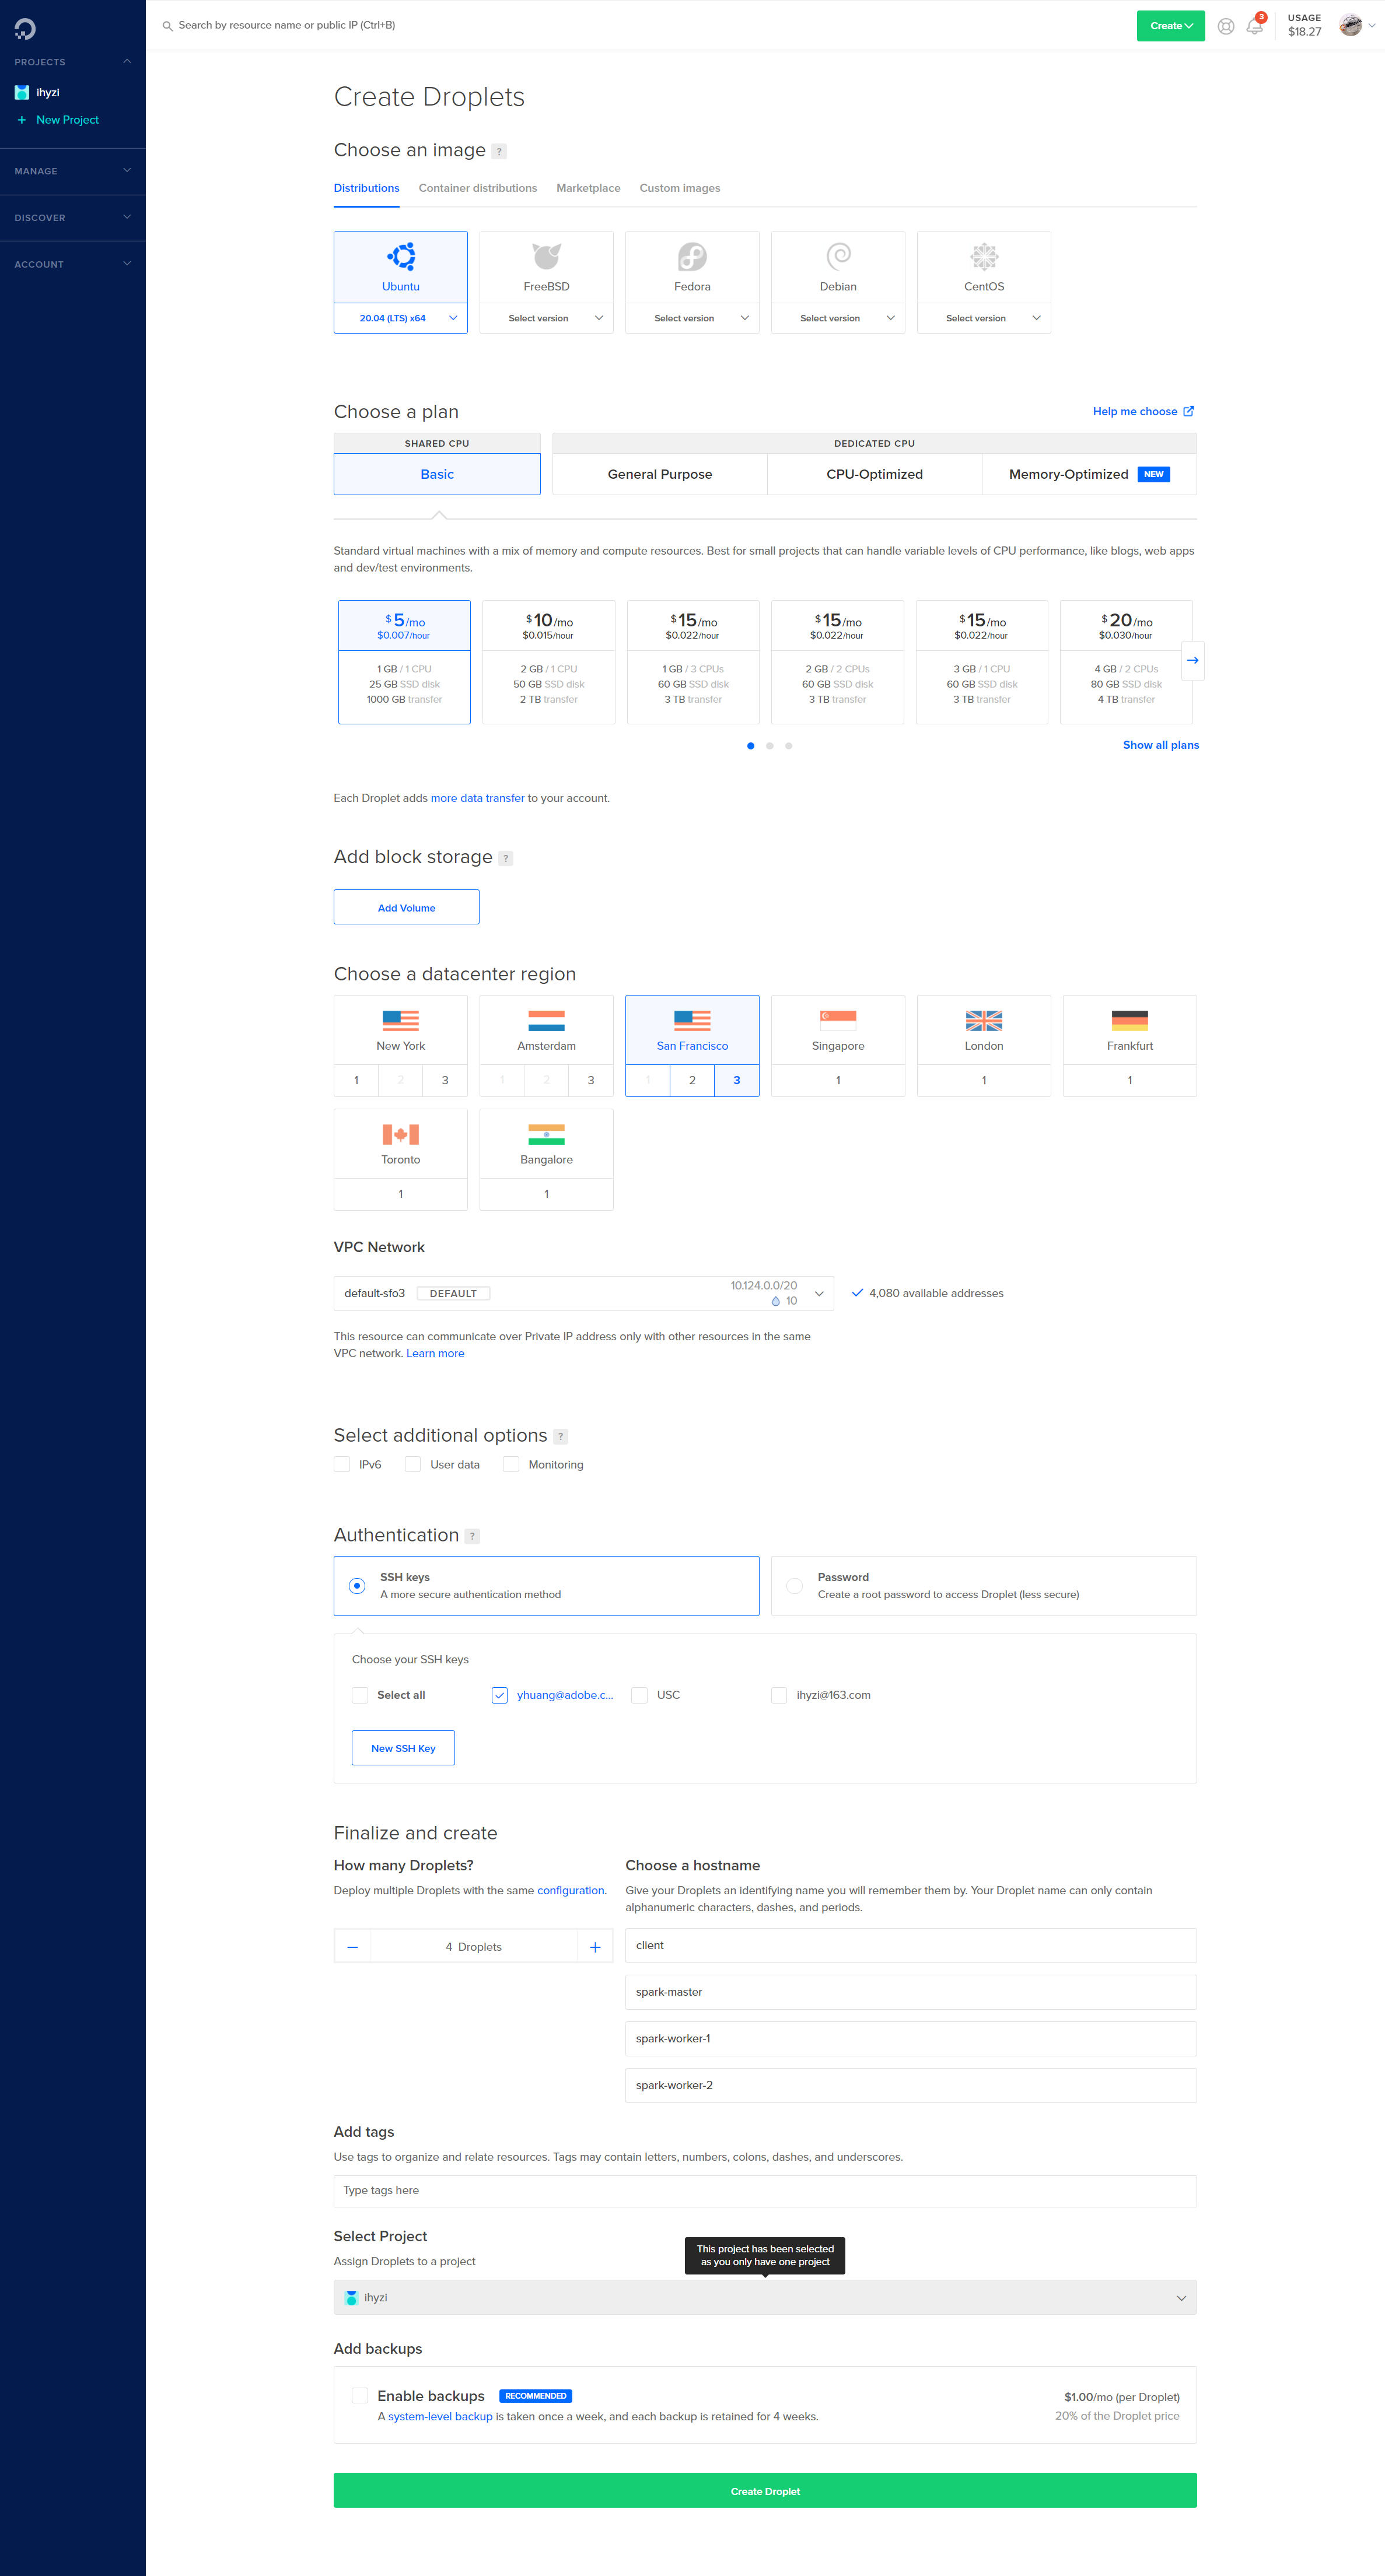 Search by resource name or public IP (Ctrl+B)
Create
3
USAGE
$18.27
PROJECTS
ihyzi
+ New Project
MANAGE
DISCOVER
ACCOUNT
Create Droplets
Choose an image ?
Distributions Container distributions Marketplace Custom images
Ubuntu FreeBSD Fedora Debian CentOS
20.04 (LTS) x64 Select version Select version Select version Select version
Choose a plan
Help me choose
SHARED CPU DEDICATED CPU
Basic General Purpose CPU-Optimized Memory-Optimized NEW
Standard virtual machines with a mix of memory and compute resources. Best for small projects that can handle variable levels of CPU performance, like blogs, web apps
and dev/test environments.
$5/mo $10/mo $15/mo $15/mo $15/mo $20/mo
$0.007/hour $0.015/hour $0.022/hour $0.022/hour $0.022/hour $0.030/hour
1 GB / 1 CPU 2 GB / 1 CPU 1 GB / 3 CPUs 2 GB / 2 CPUs 3 GB / 1 CPU 4 GB / 2 CPUs
25 GB SSD disk 50 GB SSD disk 60 GB SSD disk 60 GB SSD disk 60 GB SSD disk 80 GB SSD disk
1000 GB transfer 2 TB transfer 3 TB transfer 3 TB transfer 3 TB transfer 4 TB transfer
Show all plans
Each Droplet adds more data transfer to your account.
Add block storage ?
Add Volume
Choose a datacenter region
New York Amsterdam San Francisco Singapore London Frankfurt
1 2 3 1 2 3 1 2 3 1 1 1
Toronto Bangalore
1 1
VPC Network
default-sfo3 DEFAULT 10.124.0.0/20
10
4,080 available addresses
This resource can communicate over Private IP address only with other resources in the same
VPC network. Learn more
Select additional options ?
IPv6 User data Monitoring
Authentication ?
SSH keys
A more secure authentication method
Password
Create a root password to access Droplet (less secure)
Choose your SSH keys
Select all yhuang@adobe.c... USC ihyzi@163.com
New SSH Key
Finalize and create
How many Droplets?
Deploy multiple Droplets with the same configuration.
4 Droplets
Choose a hostname
Give your Droplets an identifying name you will remember them by. Your Droplet name can only contain
alphanumeric characters, dashes, and periods.
client
spark-master
spark-worker-1
spark-worker-2
Add tags
Use tags to organize and relate resources. Tags may contain letters, numbers, colons, dashes, and underscores.
Type tags here
Select Project
Assign Droplets to a project
This project has been selected
as you only have one project
ihyzi
Add backups
Enable backups RECOMMENDED
A system-level backup is taken once a week, and each backup is retained for 4 weeks.
$1.00/mo (per Droplet)
20% of the Droplet price
Create Droplet